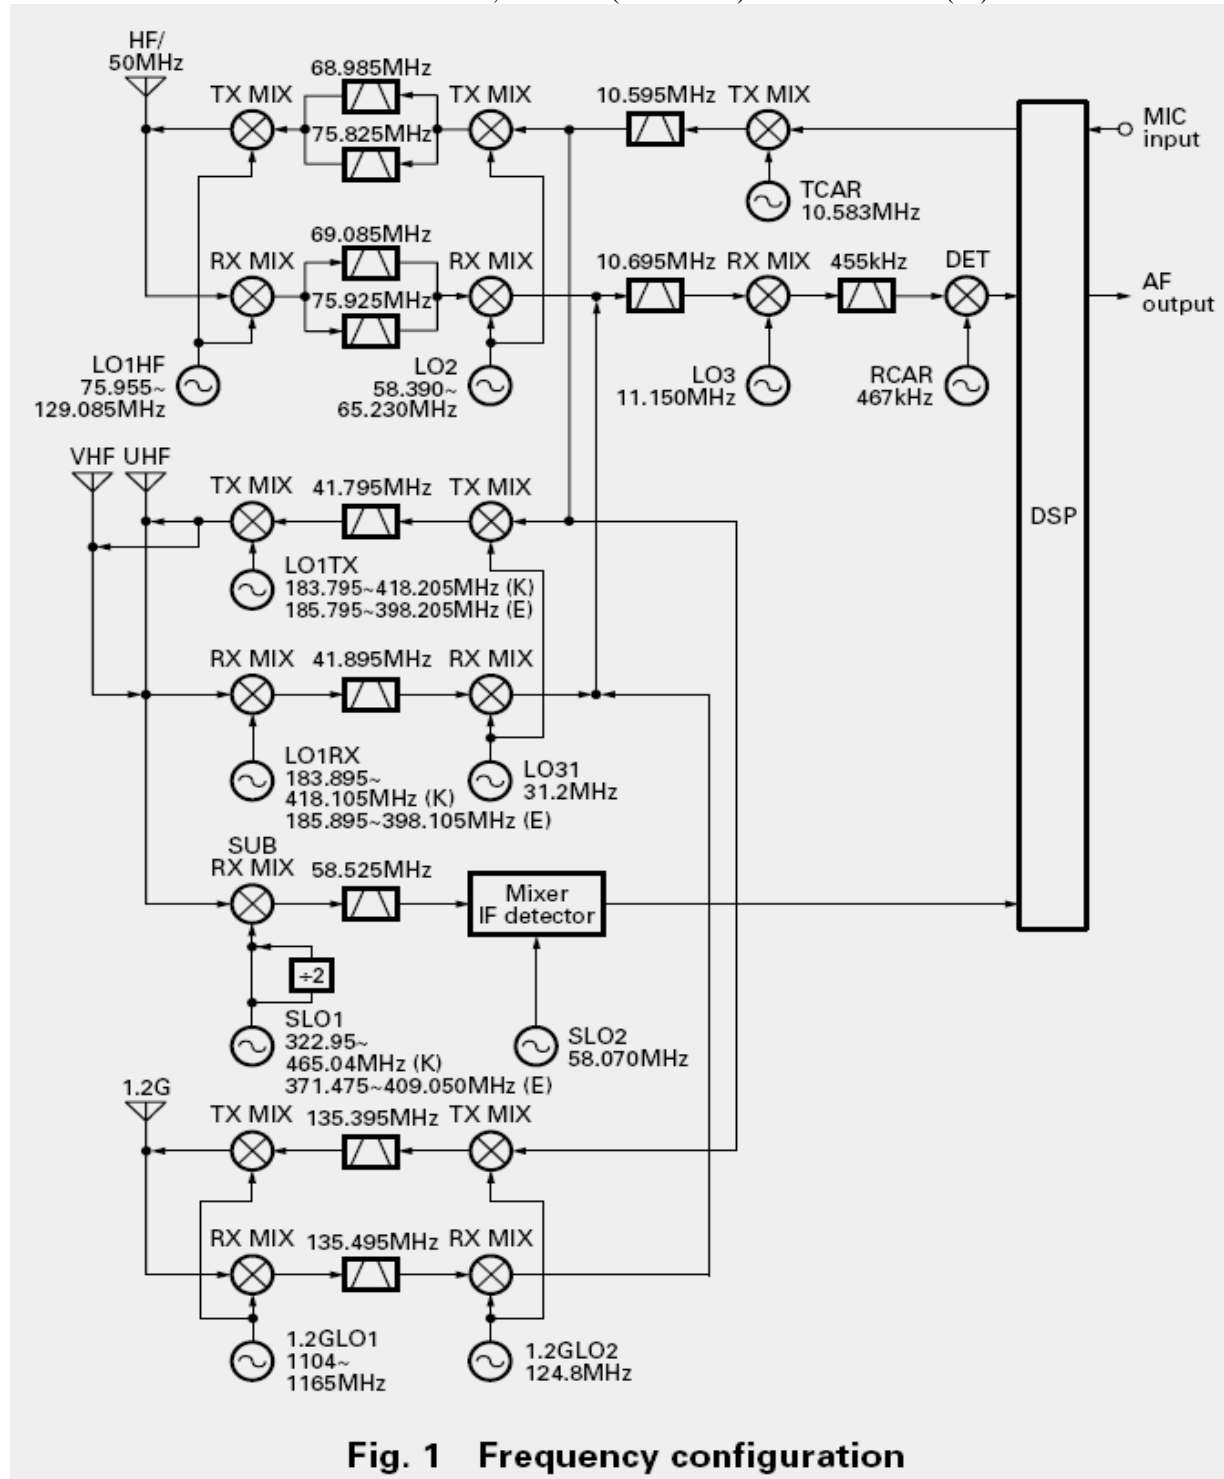 HF/
50MHz
68.985MHz
TX MIX
TX MIX
10.595MHz
TX MIX
MIC
input
75.825MHz
TCAR
10.583MHz
69.085MHz
RX MIX
RX MIX
10.695MHz
RX MIX
455kHz
DET
AF
output
75.925MHz
LO1HF
75.955~
129.085MHz
LO2
58.390~
65.230MHz
LO3
11.150MHz
RCAR
467kHz
VHF UHF
TX MIX
41.795MHz
TX MIX
DSP
LO1TX
183.795~418.205MHz (K)
185.795~398.205MHz (E)
RX MIX
41.895MHz
RX MIX
LO1RX
183.895~
418.105MHz (K)
185.895~398.105MHz (E)
LO31
31.2MHz
SUB
RX MIX
58.525MHz
Mixer
IF detector
÷2
SLO1
322.95~
465.04MHz (K)
371.475~409.050MHz (E)
SLO2
58.070MHz
1.2G
TX MIX
135.395MHz
TX MIX
RX MIX
135.495MHz
RX MIX
1.2GLO1
1104~
1165MHz
1.2GLO2
124.8MHz
Fig. 1 Frequency configuration